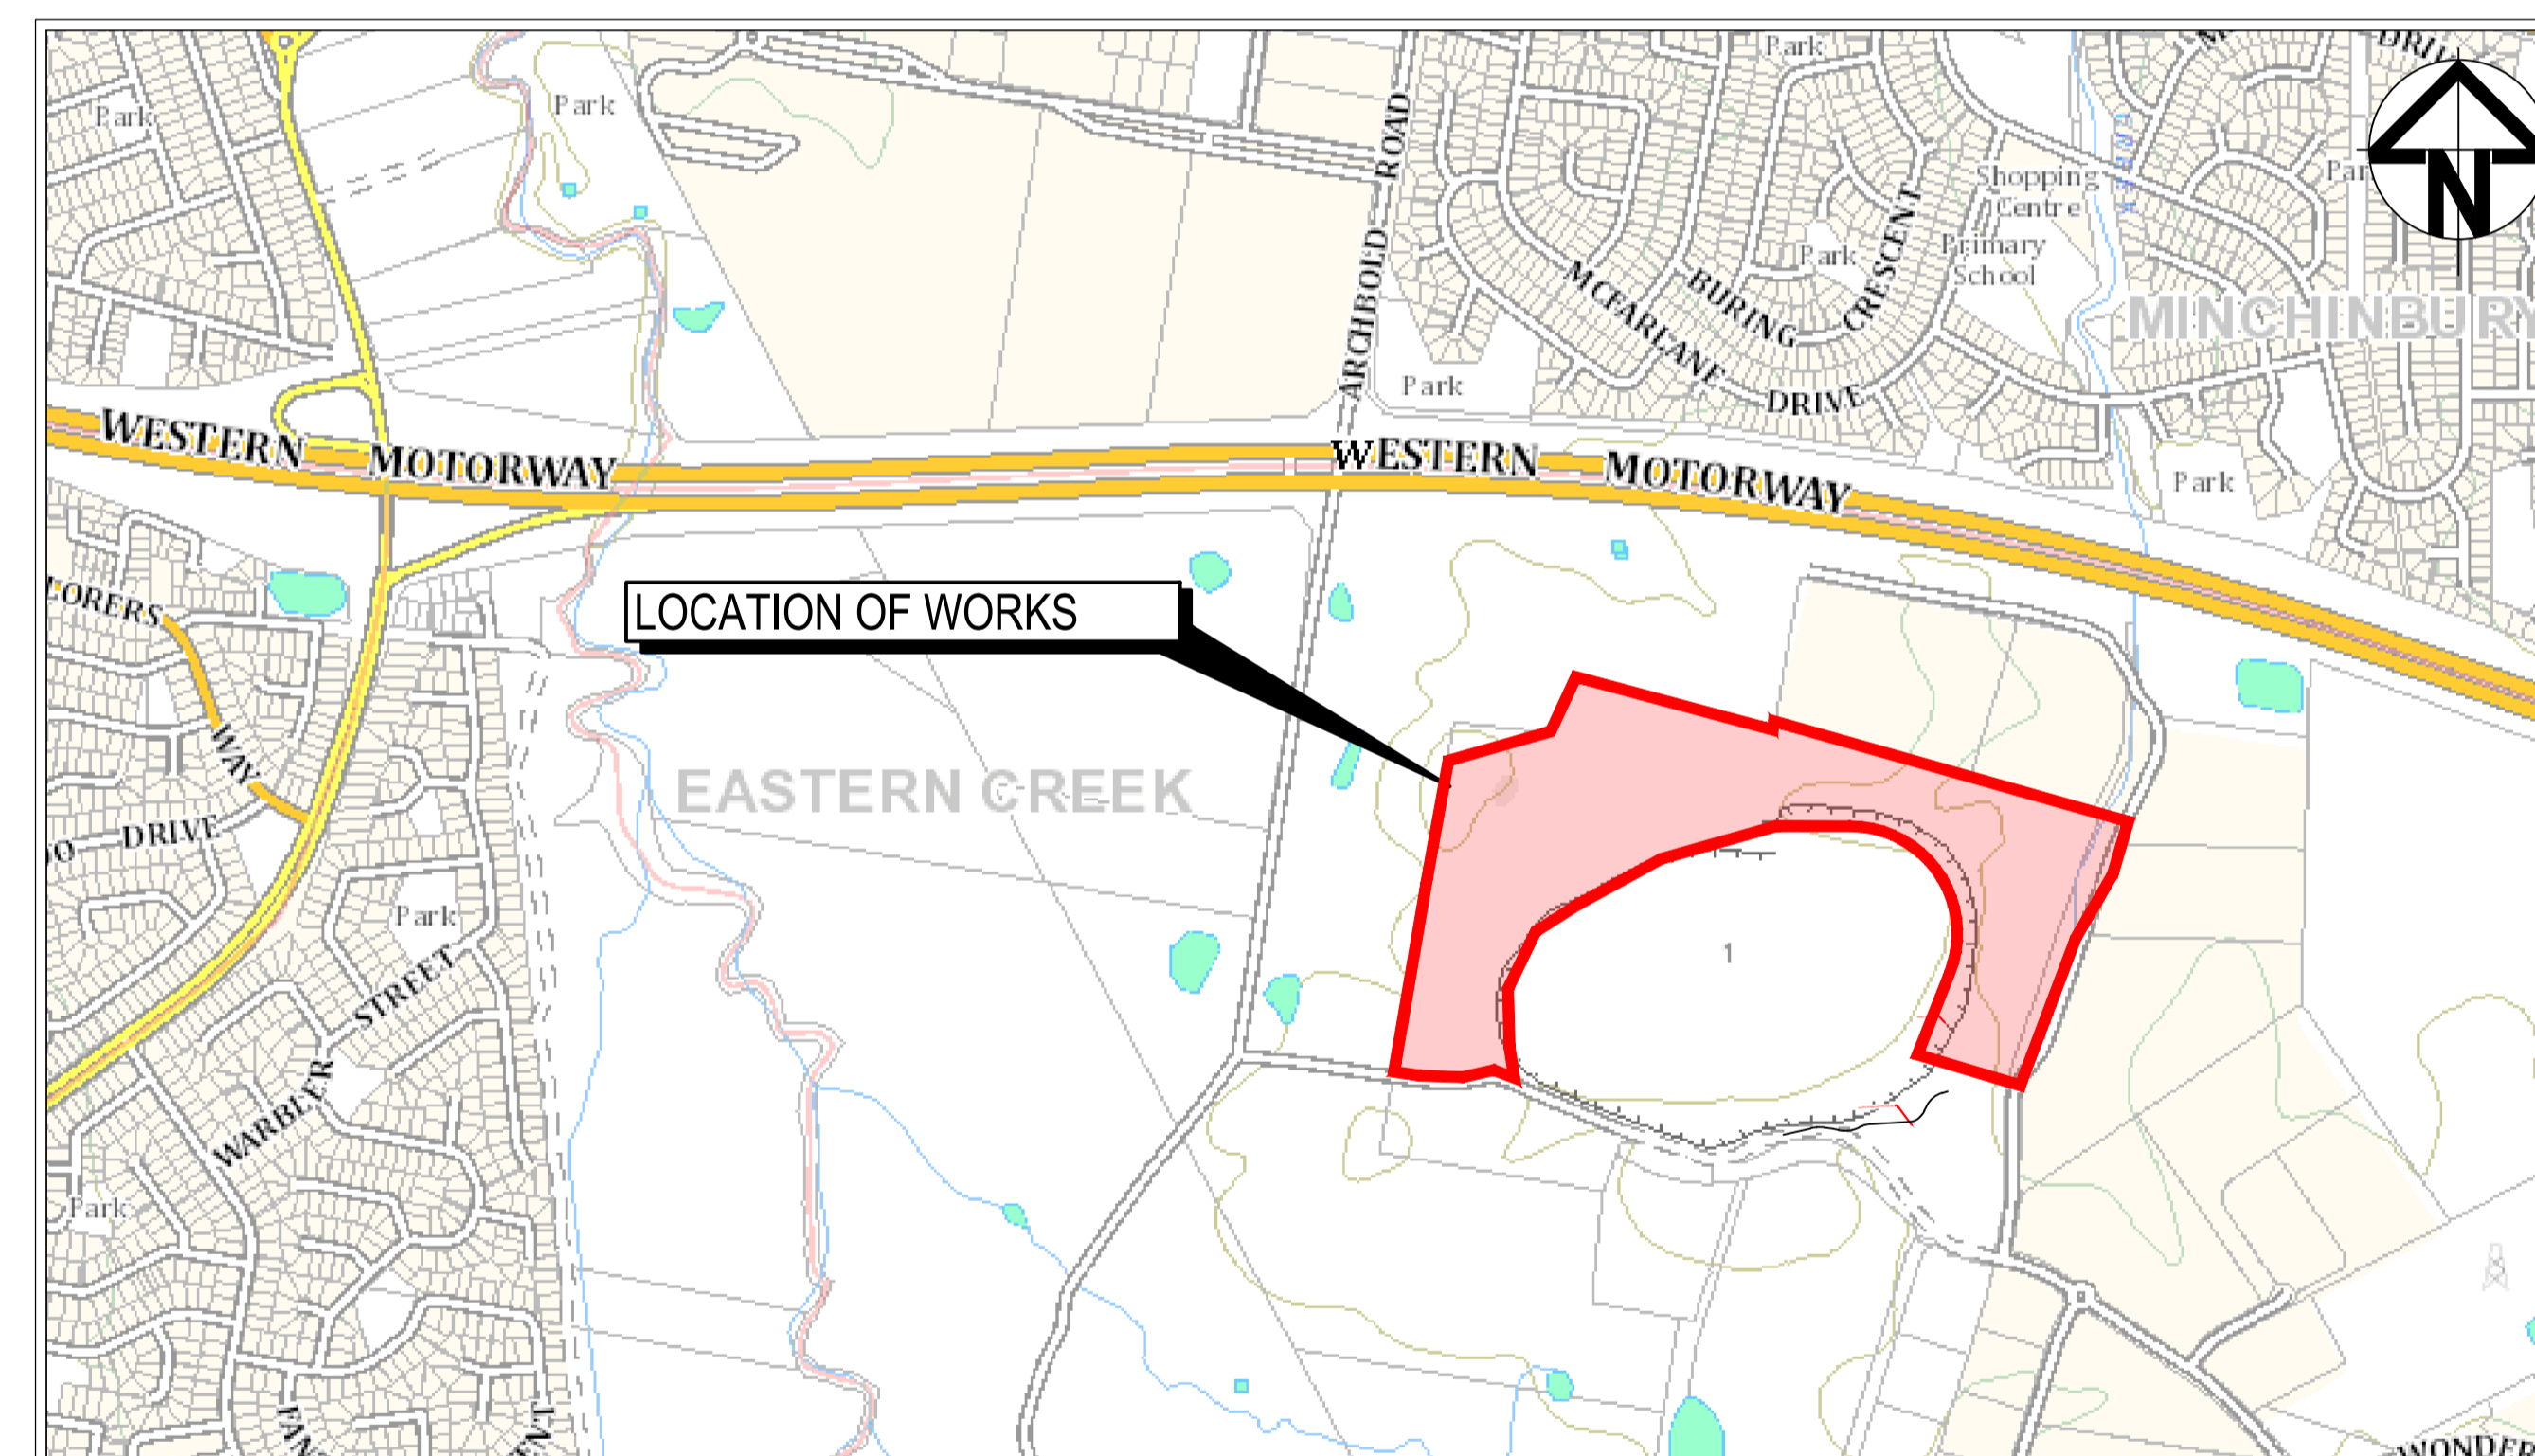 Park
Park
Park
ARCHBOLD ROAD
Shopping
Centre
Primary
School
Park
BURING CRESCENT
MCFARLANE DRIVE
N
MINCHINBURY
Park
Park
WESTERN MOTORWAY
WESTERN MOTORWAY
LOCATION OF WORKS
WAY
EASTERN CREEK
DRIVE
Park
STREET
WARBLER
1
Park